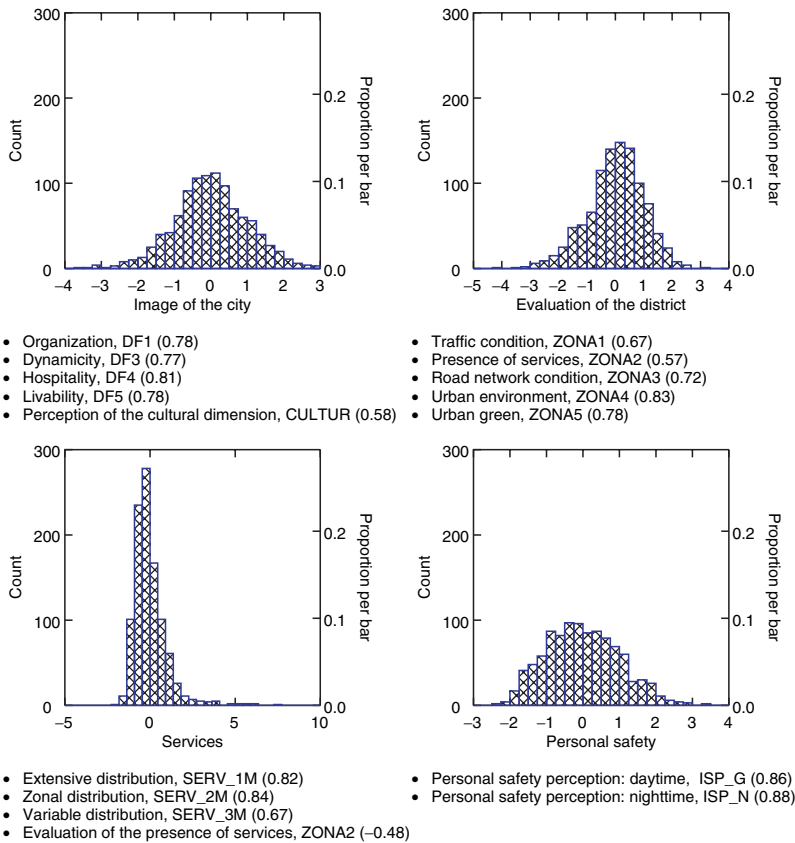 300
200
100
0
Count
0.2
0.1
0.0
Proportion per bar
−4 −3 −2 −1 0 1 2 3
Image of the city
300
200
100
0
Count
0.2
0.1
0.0
Proportion per bar
−5 −4 −3 −2 −1 0 1 2 3 4
Evaluation of the district
• Organization, DF1 (0.78)
• Dynamicity, DF3 (0.77)
• Hospitality, DF4 (0.81)
• Livability, DF5 (0.78)
• Perception of the cultural dimension, CULTUR (0.58)
• Traffic condition, ZONA1 (0.67)
• Presence of services, ZONA2 (0.57)
• Road network condition, ZONA3 (0.72)
• Urban environment, ZONA4 (0.83)
• Urban green, ZONA5 (0.78)
300
200
100
0
Count
0.2
0.1
0.0
Proportion per bar
−5 0 5 10
Services
300
200
100
0
Count
0.2
0.1
0.0
Proportion per bar
−3 −2 −1 0 1 2 3 4
Personal safety
• Extensive distribution, SERV_1M (0.82)
• Zonal distribution, SERV_2M (0.84)
• Variable distribution, SERV_3M (0.67)
• Evaluation of the presence of services, ZONA2 (−0.48)
• Personal safety perception: daytime, ISP_G (0.86)
• Personal safety perception: nighttime, ISP_N (0.88)